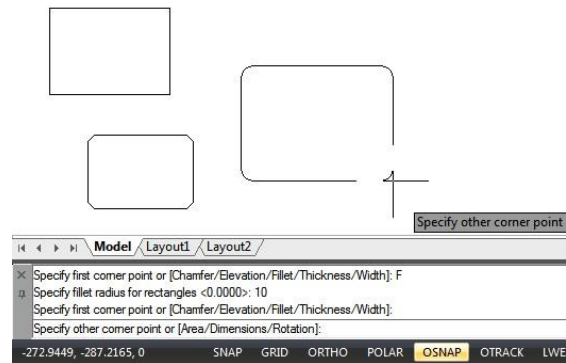 Specify other corner point
Model Layout1 Layout2
Specify first corner point or [Chamfer/Elevation/Fillet/Thickness/Width]: F
Specify fillet radius for rectangles <0.0000>: 10
Specify first corner point or [Chamfer/Elevation/Fillet/Thickness/Width]:
Specify other corner point or [Area/Dimensions/Rotation]:
-272.9449, -287.2165, 0 SNAP GRID ORTHO POLAR OSNAP OTRACK LWE